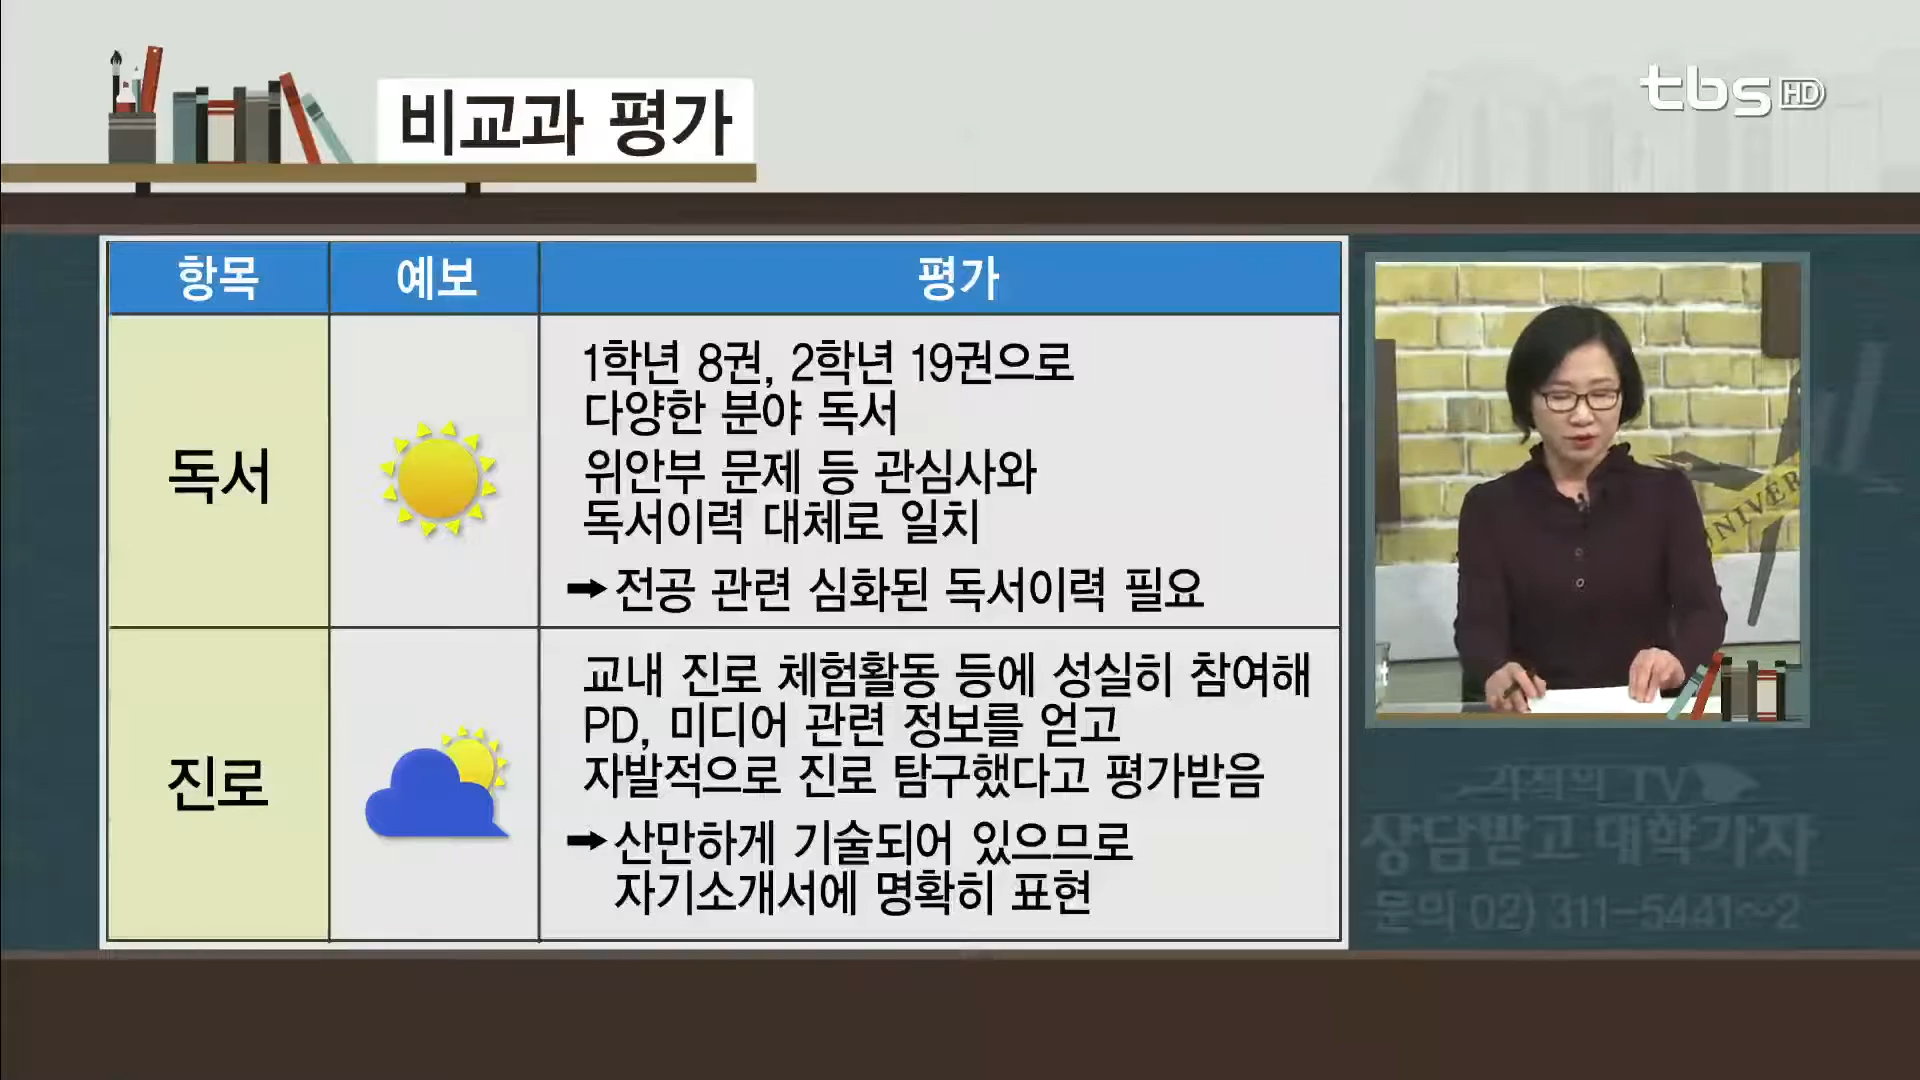 비교과 평가
tbs HD
항목
예보
평가
독서
1학년 8권, 2학년 19권으로
다양한 분야 독서
위안부 문제 등 관심사와
독서이력 대체로 일치
➡ 전공 관련 심화된 독서이력 필요
진로
교내 진로 체험활동 등에 성실히 참여해
PD, 미디어 관련 정보를 얻고
자발적으로 진로 탐구했다고 평가받음
➡ 산만하게 기술되어 있으므로
자기소개서에 명확히 표현
UNIVER
TV
상담받고 대학가자
문의 02) 311-5441~2